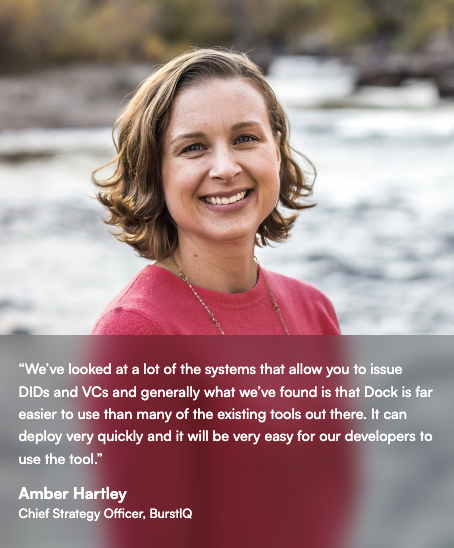 “We’ve looked at a lot of the systems that allow you to issue
DIDs and VCs and generally what we’ve found is that Dock is far
easier to use than many of the existing tools out there. It can
deploy very quickly and it will be very easy for our developers to
use the tool.”
Amber Hartley
Chief Strategy Officer, BurstIQ